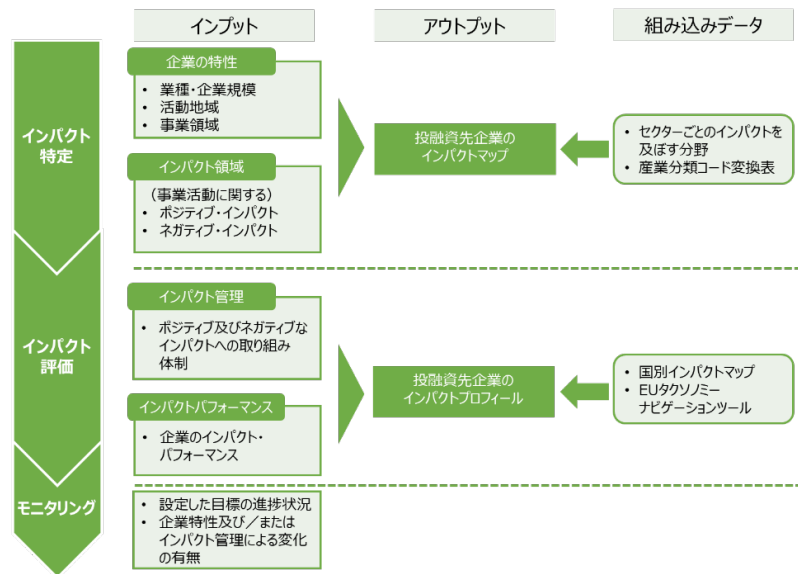 インプット
アウトプット
組み込みデータ
インパクト
特定
企業の特性
・ 業種・企業規模
・ 活動地域
・ 事業領域
インパクト領域
（事業活動に関する）
・ ポジティブ・インパクト
・ ネガティブ・インパクト
投融資先企業の
インパクトマップ
・ セクターごとのインパクトを
及ぼす分野
・ 産業分類コード変換表
インパクト
評価
インパクト管理
・ ポジティブ及びネガティブな
インパクトへの取り組み
体制
インパクトパフォーマンス
・ 企業のインパクト・
パフォーマンス
投融資先企業の
インパクトプロフィール
・ 国別インパクトマップ
・ EUタクソノミー
ナビゲーションツール
モニタリング
・ 設定した目標の進捗状況
・ 企業特性及び／または
インパクト管理による変化
の有無